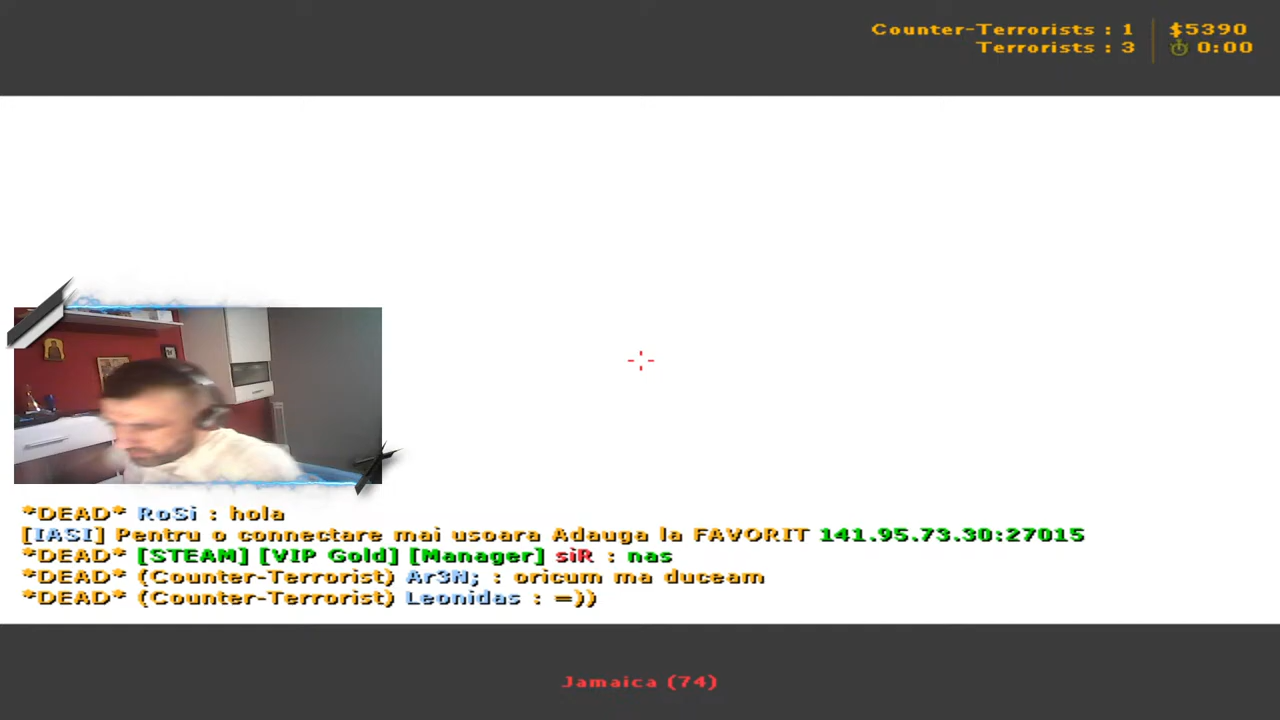 Counter-Terrorists : 1
$5390
Terrorists : 3
0:00
*DEAD* RoSi : hola
[IASI] Pentru o connectare mai usoara Adauga la FAVORIT 141.95.73.30:27015
*DEAD* [STEAM] [VIP Gold] [Manager] siR : nas
*DEAD* (Counter-Terrorist) Ar3N; : oricum ma duceam
*DEAD* (Counter-Terrorist) Leonidas : =))
Jamaica (74)